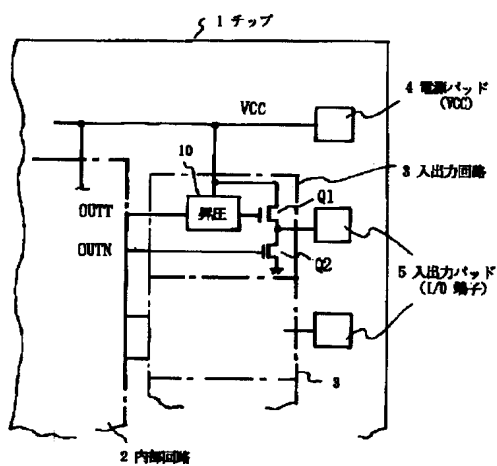 1 チップ
4 電源パッド
(VCC)
VCC
10
3 入出力回路
OUTT
昇圧
Q1
OUTN
Q2
5 入出力パッド
(I/O 端子)
3
2 内部回路